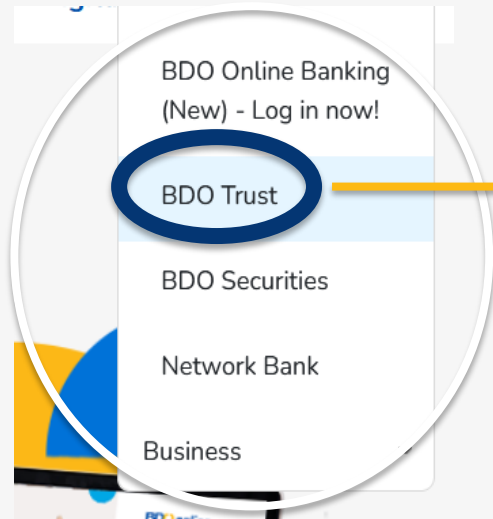 BDO Online Banking
(New) - Log in now!
BDO Trust
BDO Securities
Network Bank
Business